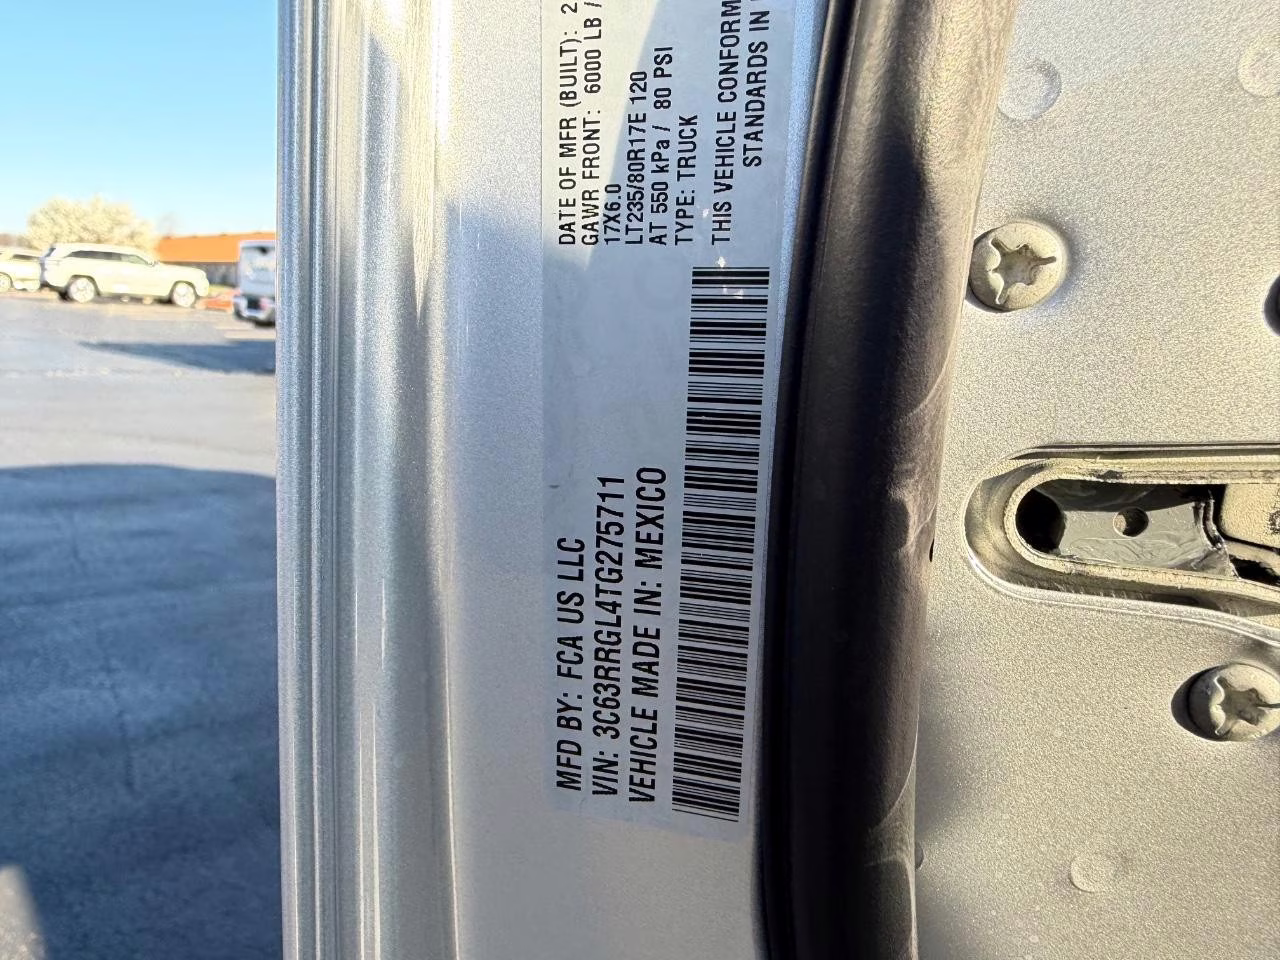 MFD BY: FCA US LLC
VIN: 3C63RRGL4TG275711
VEHICLE MADE IN: MEXICO
DATE OF MFR (BUILT): 2
GAWR FRONT: 6000 LB /
17X6.0
LT235/80R17E 120
AT 550 kPa / 80 PSI
TYPE: TRUCK
THIS VEHICLE CONFORM
STANDARDS IN